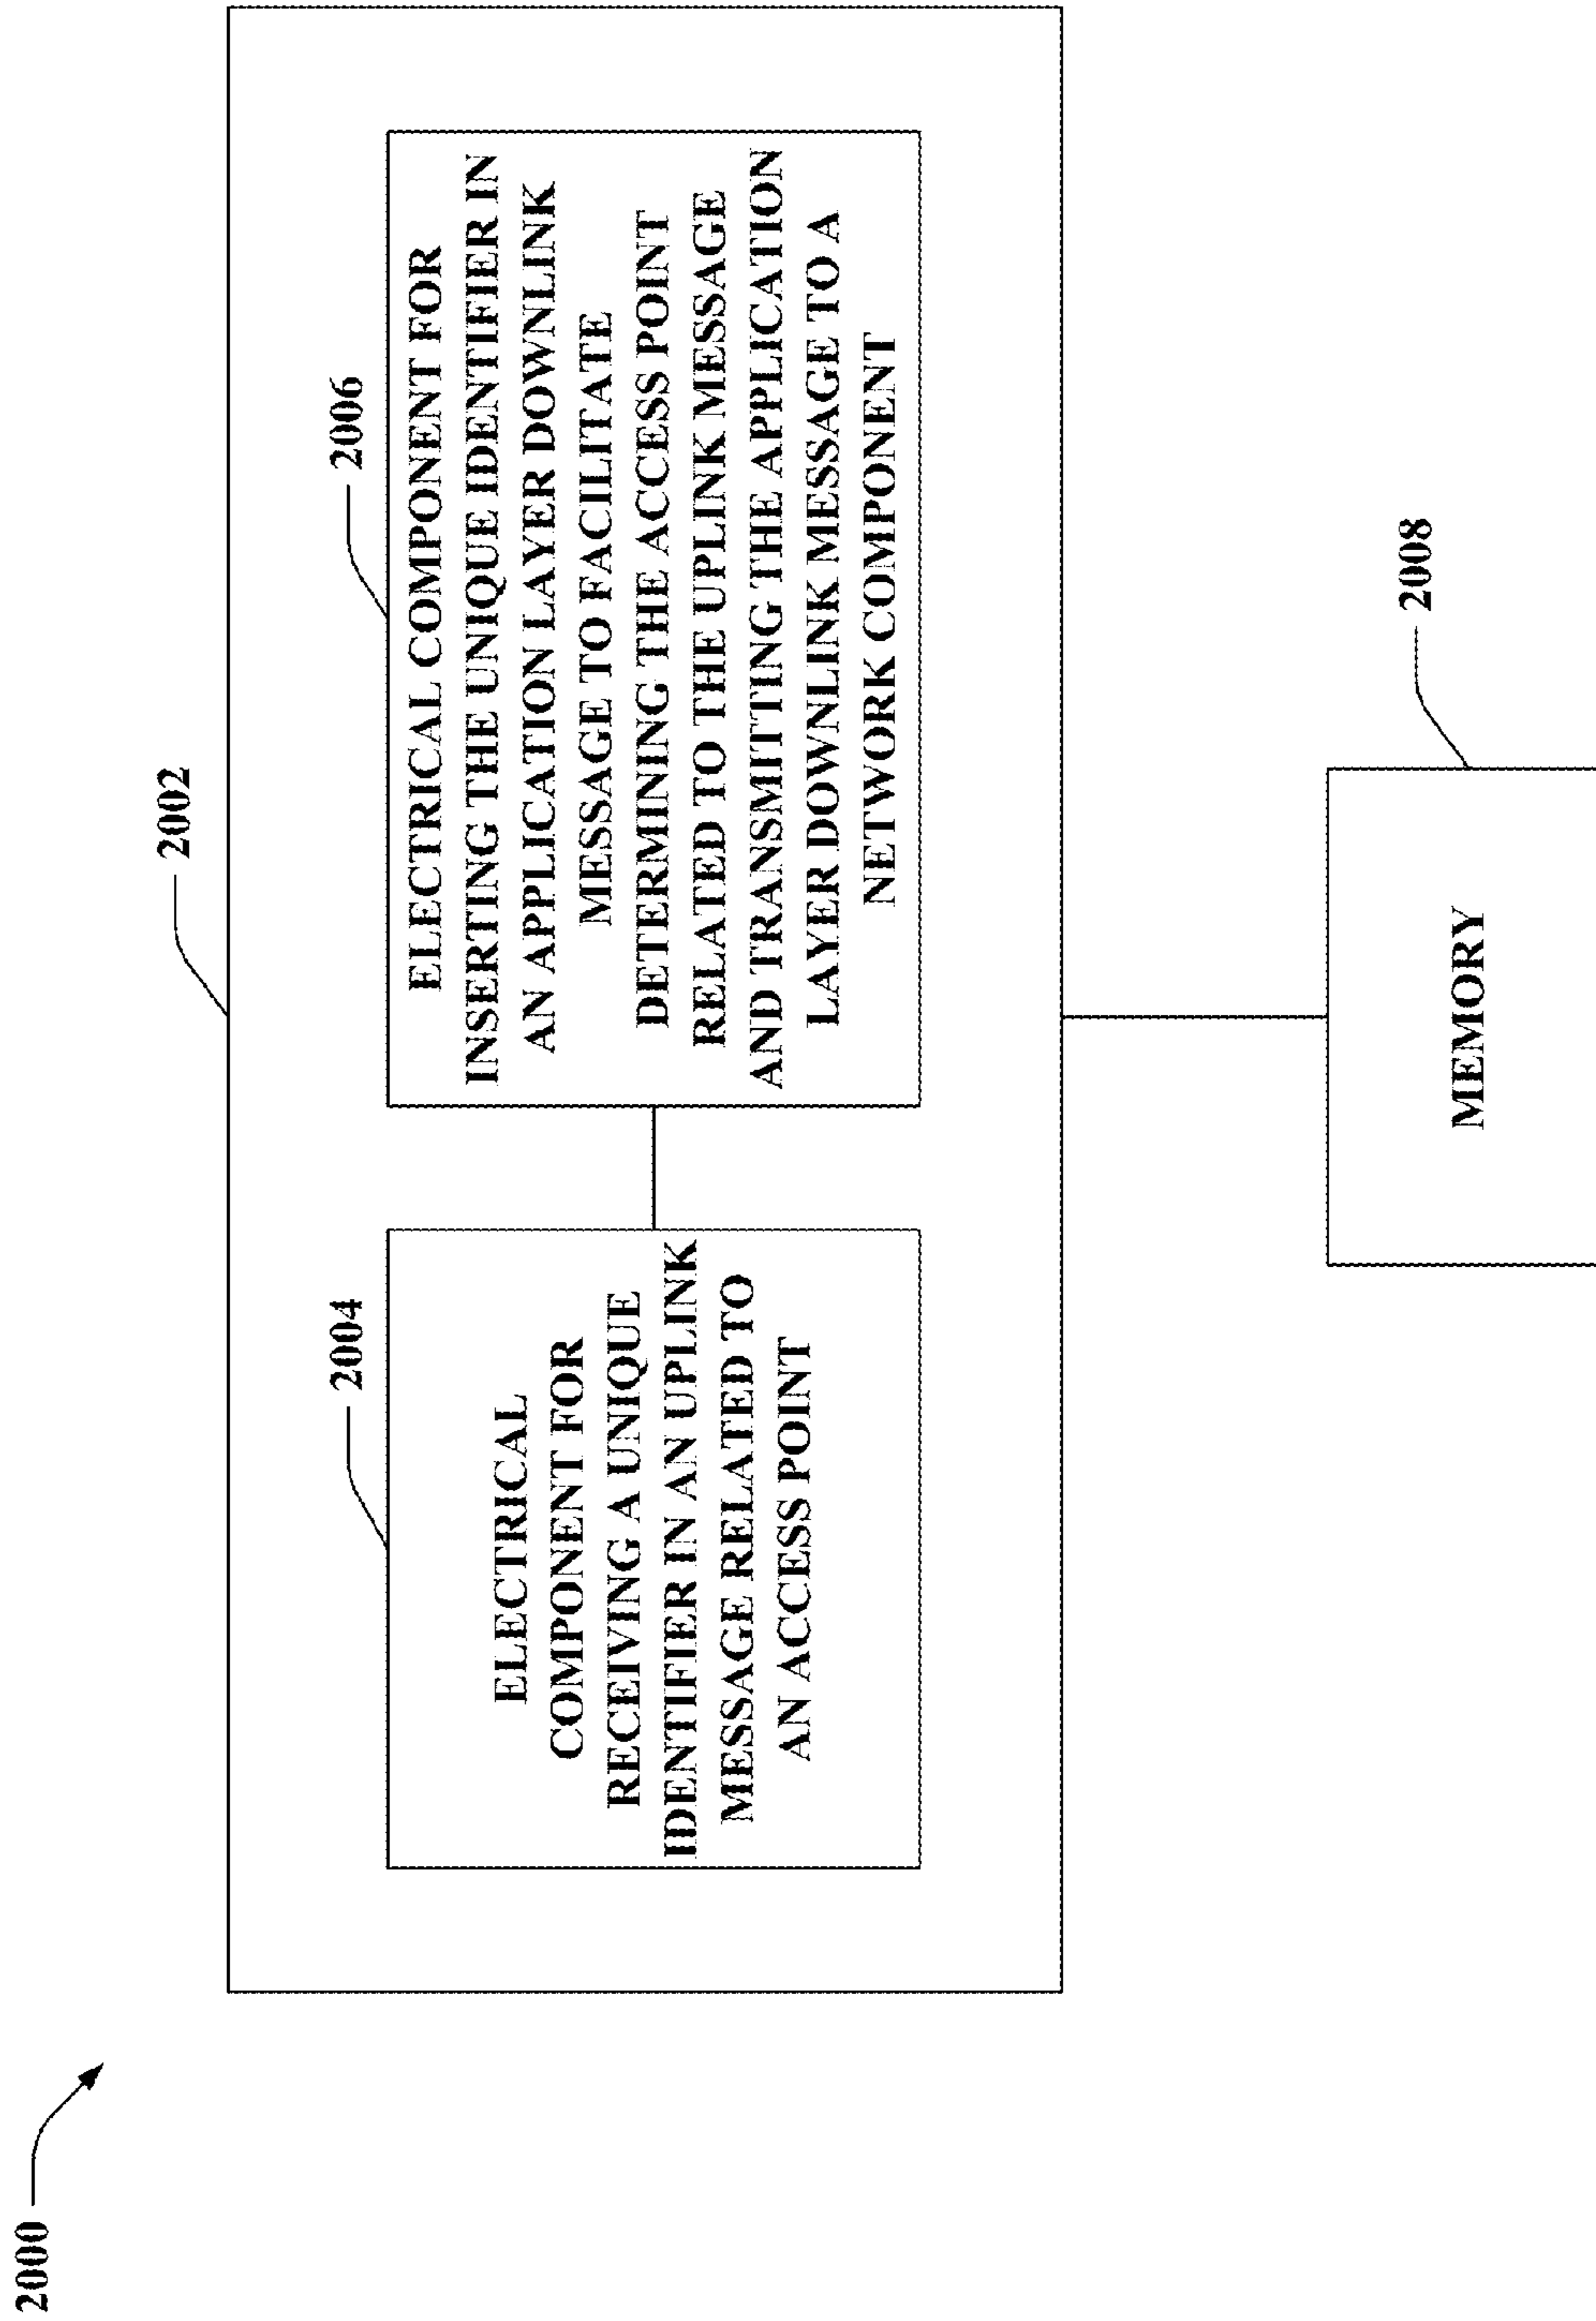 2000
2002
2004
ELECTRICAL
COMPONENT FOR
RECEIVING A UNIQUE
IDENTIFIER IN AN UPLINK
MESSAGE RELATED TO
AN ACCESS POINT
2006
ELECTRICAL COMPONENT FOR
INSERTING THE UNIQUE IDENTIFIER IN
AN APPLICATION LAYER DOWNLINK
MESSAGE TO FACILITATE
DETERMINING THE ACCESS POINT
RELATED TO THE UPLINK MESSAGE
AND TRANSMITTING THE APPLICATION
LAYER DOWNLINK MESSAGE TO A
NETWORK COMPONENT
2008
MEMORY